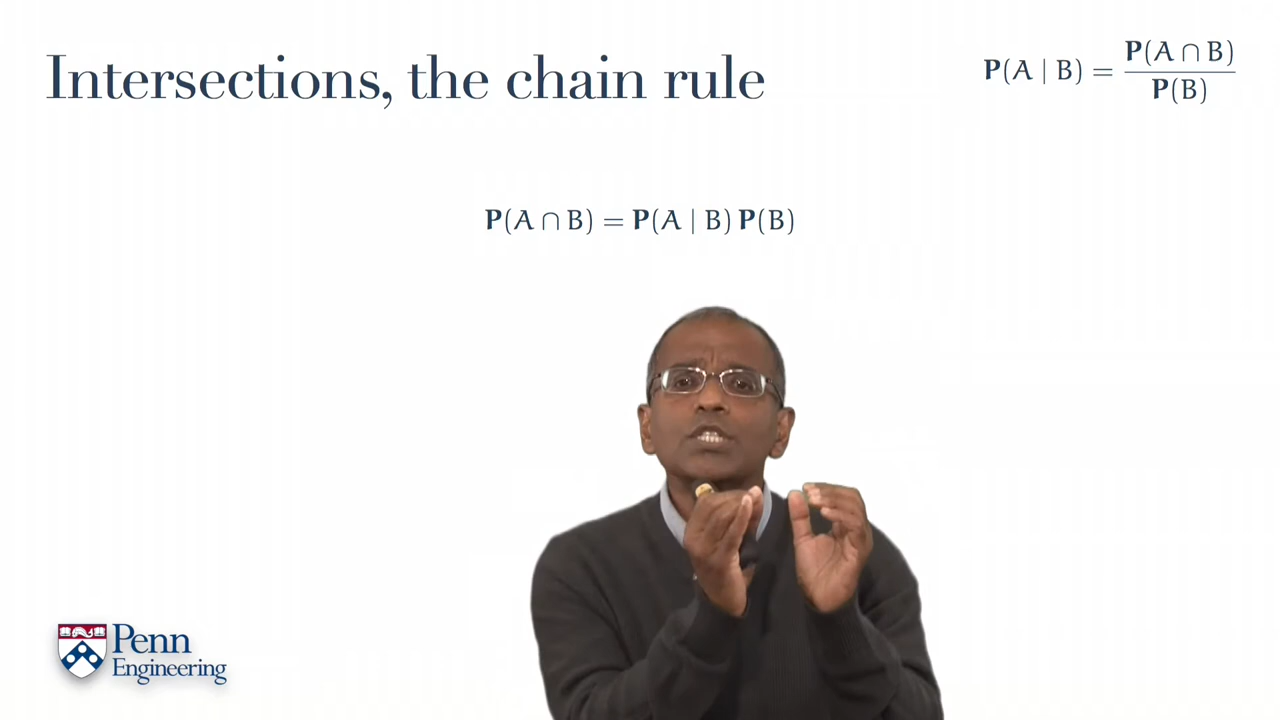 Intersections, the chain rule
P(A | B) = P(A ∩ B) / P(B)
P(A ∩ B) = P(A | B) P(B)
Penn
Engineering